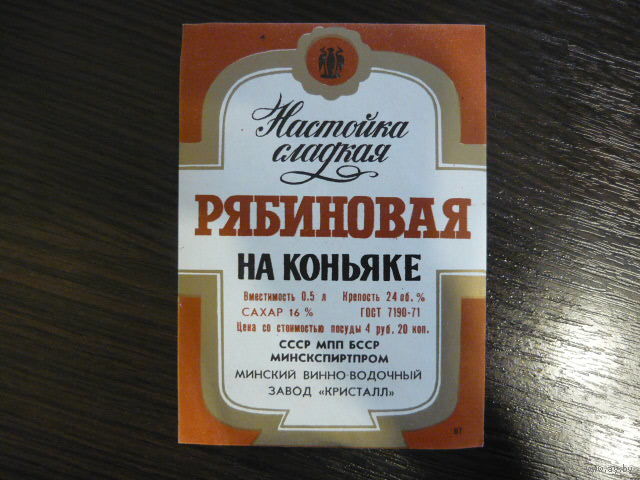 Настойка
сладкая
РЯБИНОВАЯ
НА КОНЬЯКЕ
Вместимость 0.5 л Крепость 24 об. %
САХАР 16 % ГОСТ 7190-71
Цена со стоимостью посуды 4 руб. 20 коп.
СССР МПП БССР
МИНСКСПИРТПРОМ
МИНСКИЙ ВИННО-ВОДОЧНЫЙ
ЗАВОД «КРИСТАЛЛ»